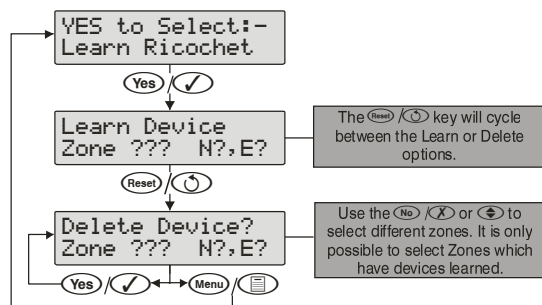 YES to Select:-
Learn Ricochet
Yes / 
Learn Device
Zone ??? N?,E?
The Reset / key will cycle
between the Learn or Delete
options.
Reset / 
Delete Device?
Zone ??? N?,E?
Use the No / X or to
select different zones. It is only
possible to select Zones which
have devices learned.
Yes / Menu /